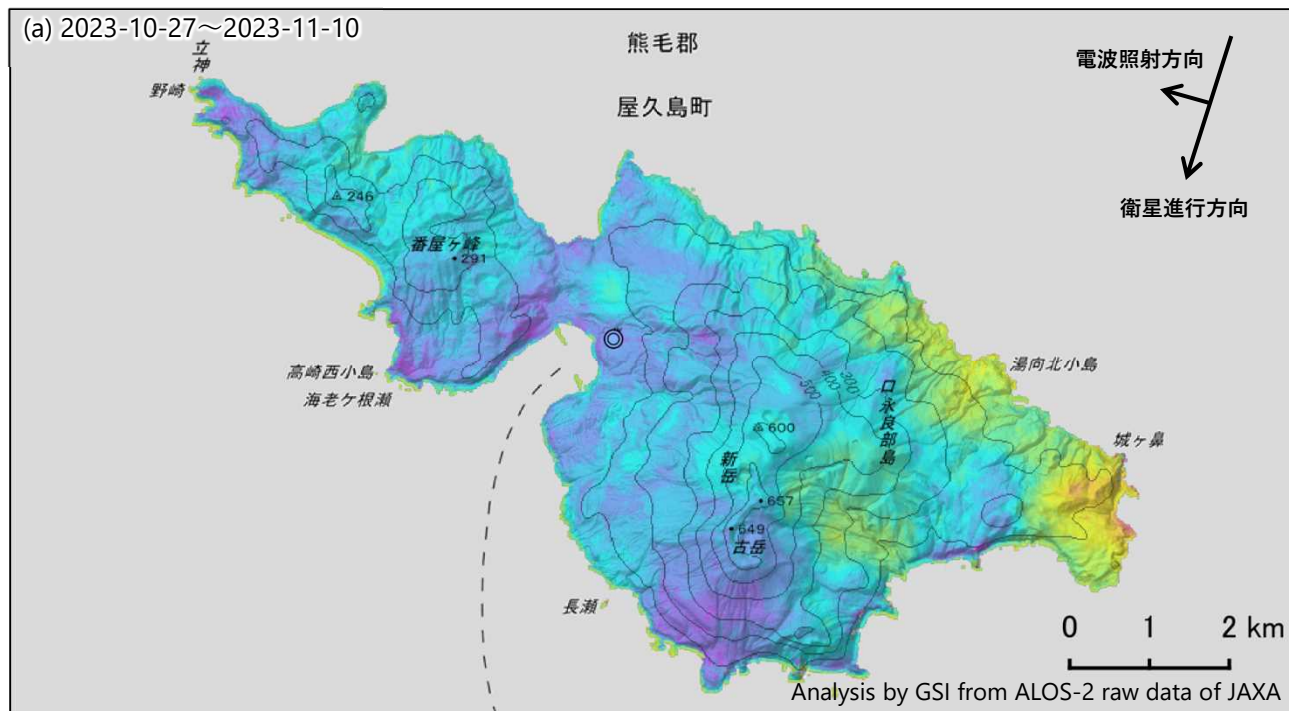 (a) 2023-10-27～2023-11-10
立神
野崎
熊毛郡
屋久島町
電波照射方向
衛星進行方向
246
番屋ヶ峰
291
高崎西小島
海老ケ根瀬
湯向北小島
300
400
500
口永良部島
600
新岳
城ヶ鼻
657
649
古岳
長瀬
0 1 2 km
Analysis by GSI from ALOS-2 raw data of JAXA